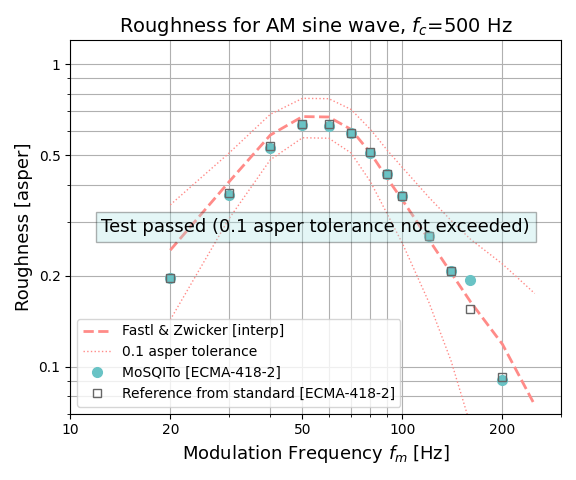 Roughness for AM sine wave, f_c=500 Hz
Roughness [asper]
1
0.5
0.2
0.1
Test passed (0.1 asper tolerance not exceeded)
Fastl & Zwicker [interp]
0.1 asper tolerance
MoSQITo [ECMA-418-2]
Reference from standard [ECMA-418-2]
10 20 50 100 200
Modulation Frequency f_m [Hz]